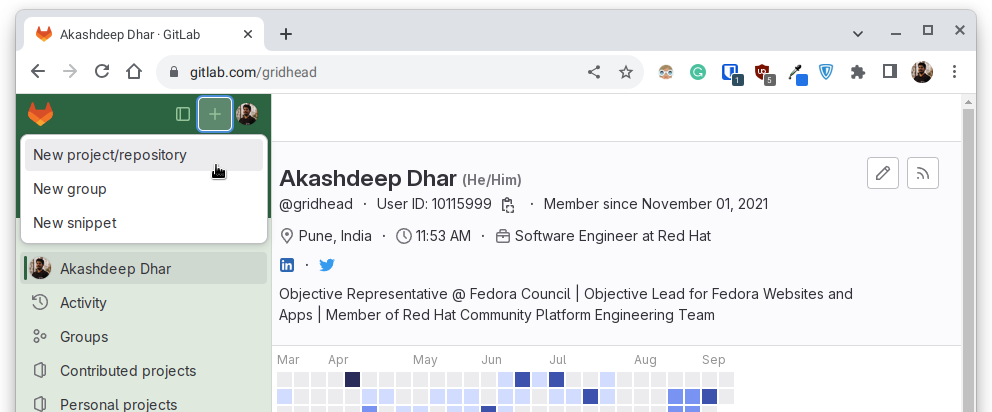 Akashdeep Dhar · GitLab
gitlab.com/gridhead
1
5
New project/repository
New group
New snippet
Akashdeep Dhar
Activity
Groups
Contributed projects
Personal projects
Akashdeep Dhar (He/Him)
@gridhead · User ID: 10115999 · Member since November 01, 2021
Pune, India · 11:53 AM · Software Engineer at Red Hat
in ·
Objective Representative @ Fedora Council | Objective Lead for Fedora Websites and
Apps | Member of Red Hat Community Platform Engineering Team
Mar Apr May Jun Jul Aug Sep